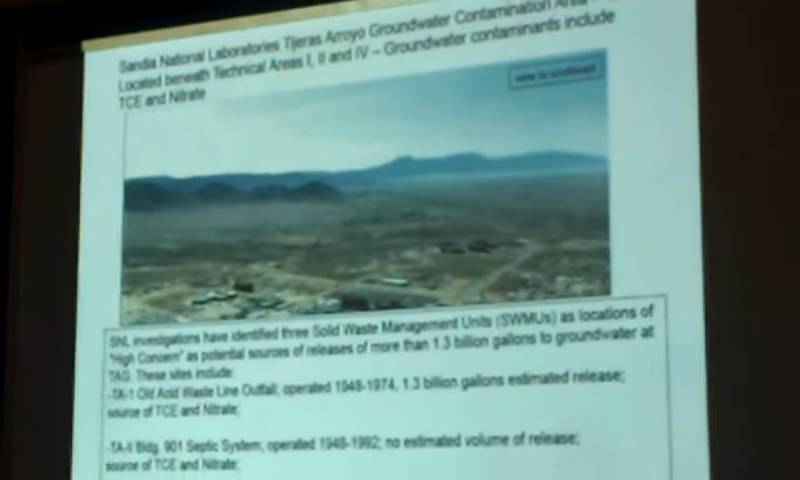 Sandia National Laboratories Tijeras Arroyo Groundwater Contamination Area –
Located beneath Technical Areas I, II and IV – Groundwater contaminants include
TCE and Nitrate
view to southeast
SNL investigations have identified three Solid Waste Management Units (SWMUs) as locations of
"High Concern" as potential sources of releases of more than 1.3 billion gallons to groundwater at
TAG. These sites include:
-TA-1 Old Acid Waste Line Outfall; operated 1948-1974, 1.3 billion gallons estimated release;
source of TCE and Nitrate;
-TA-II Bldg. 901 Septic System; operated 1948-1992; no estimated volume of release;
source of TCE and Nitrate;